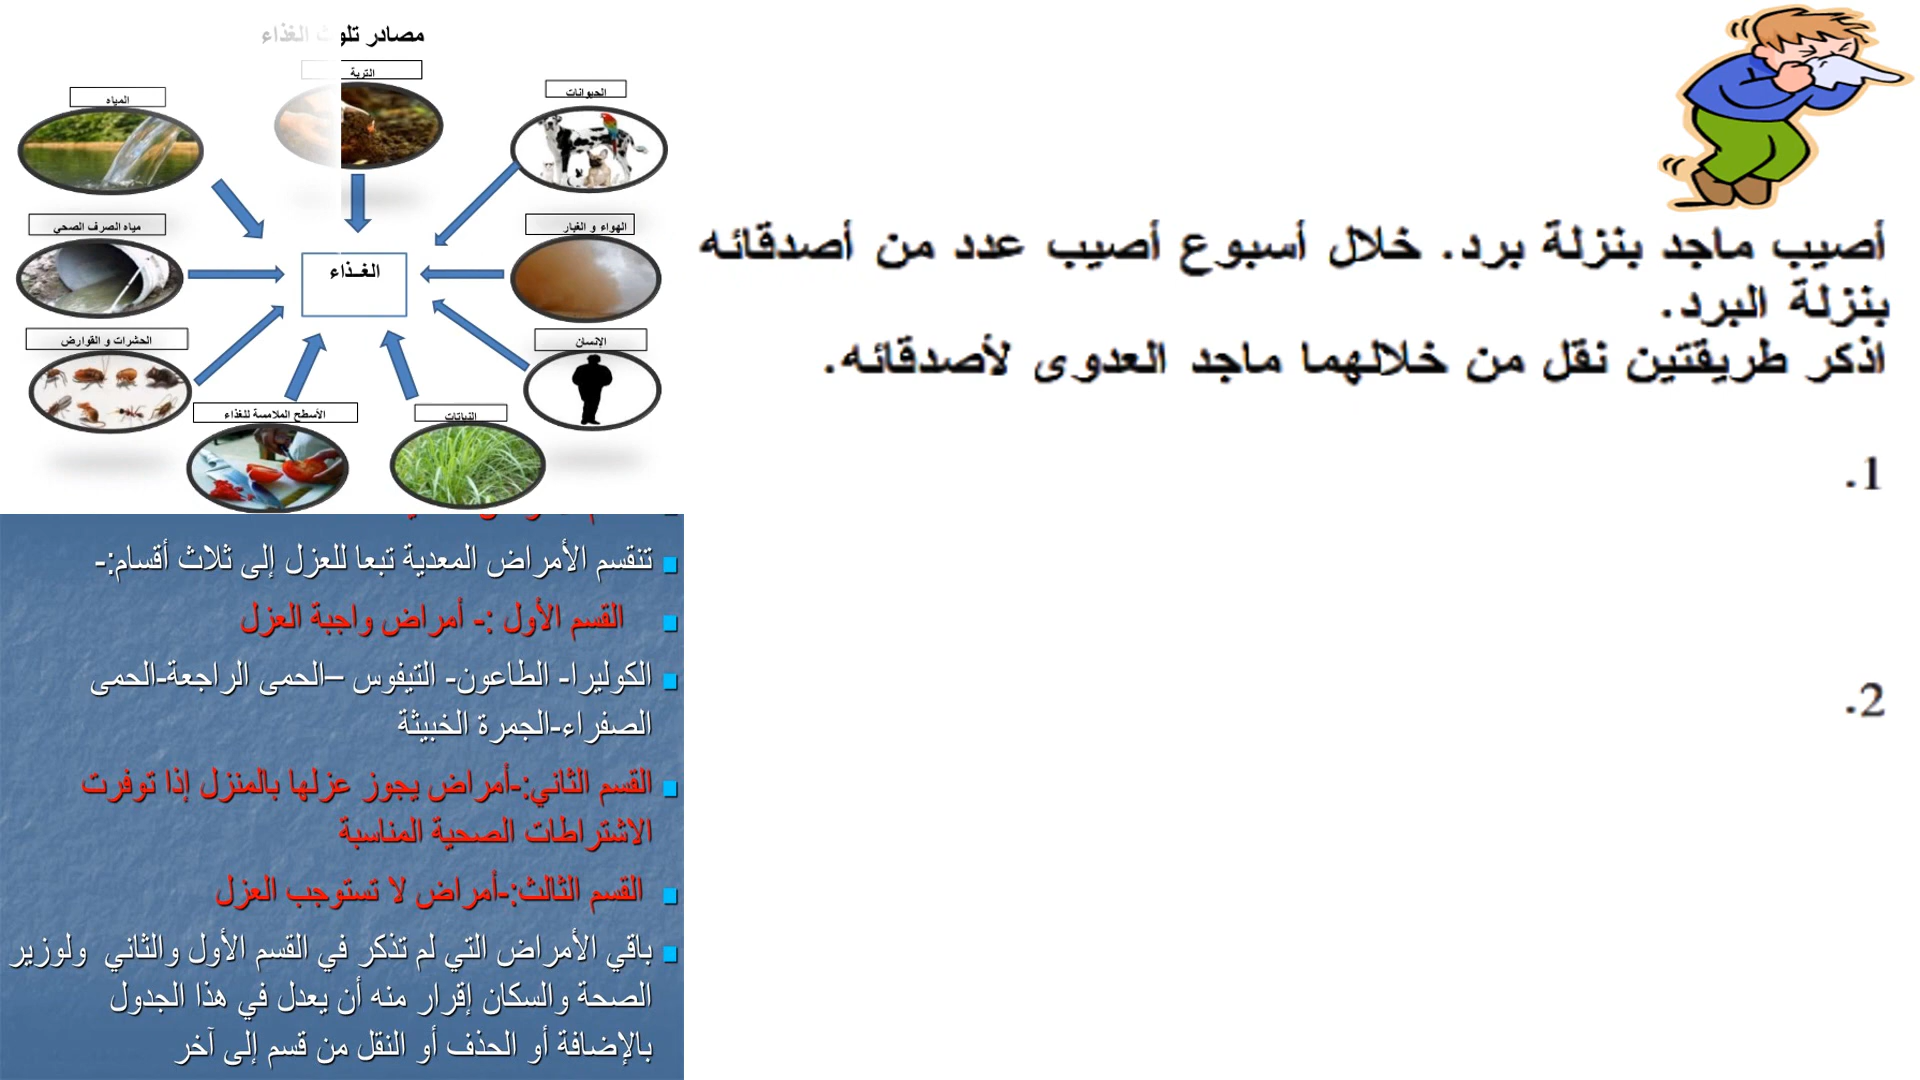 مصادر تلوث الغذاء
التربة
الحيوانات
المياه
الهواء و الغبار
مياه الصرف الصحي
الغذاء
الإنسان
الحشرات و القوارض
النباتات
الأسطح الملامسة للغذاء
تنقسم الأمراض المعدية تبعا للعزل إلى ثلاث أقسام:-
القسم الأول :- أمراض واجبة العزل
الكوليرا- الطاعون- التيفوس –الحمى الراجعة-الحمى
الصفراء-الجمرة الخبيثة
القسم الثاني:-أمراض يجوز عزلها بالمنزل إذا توفرت
الاشتراطات الصحية المناسبة
القسم الثالث:-أمراض لا تستوجب العزل
باقي الأمراض التي لم تذكر في القسم الأول والثاني ولوزير
الصحة والسكان إقرار منه أن يعدل في هذا الجدول
بالإضافة أو الحذف أو النقل من قسم إلى آخر
أصيب ماجد بنزلة برد. خلال أسبوع أصيب عدد من أصدقائه
بنزلة البرد.
اذكر طريقتين نقل من خلالهما ماجد العدوى لأصدقائه.
1.
2.